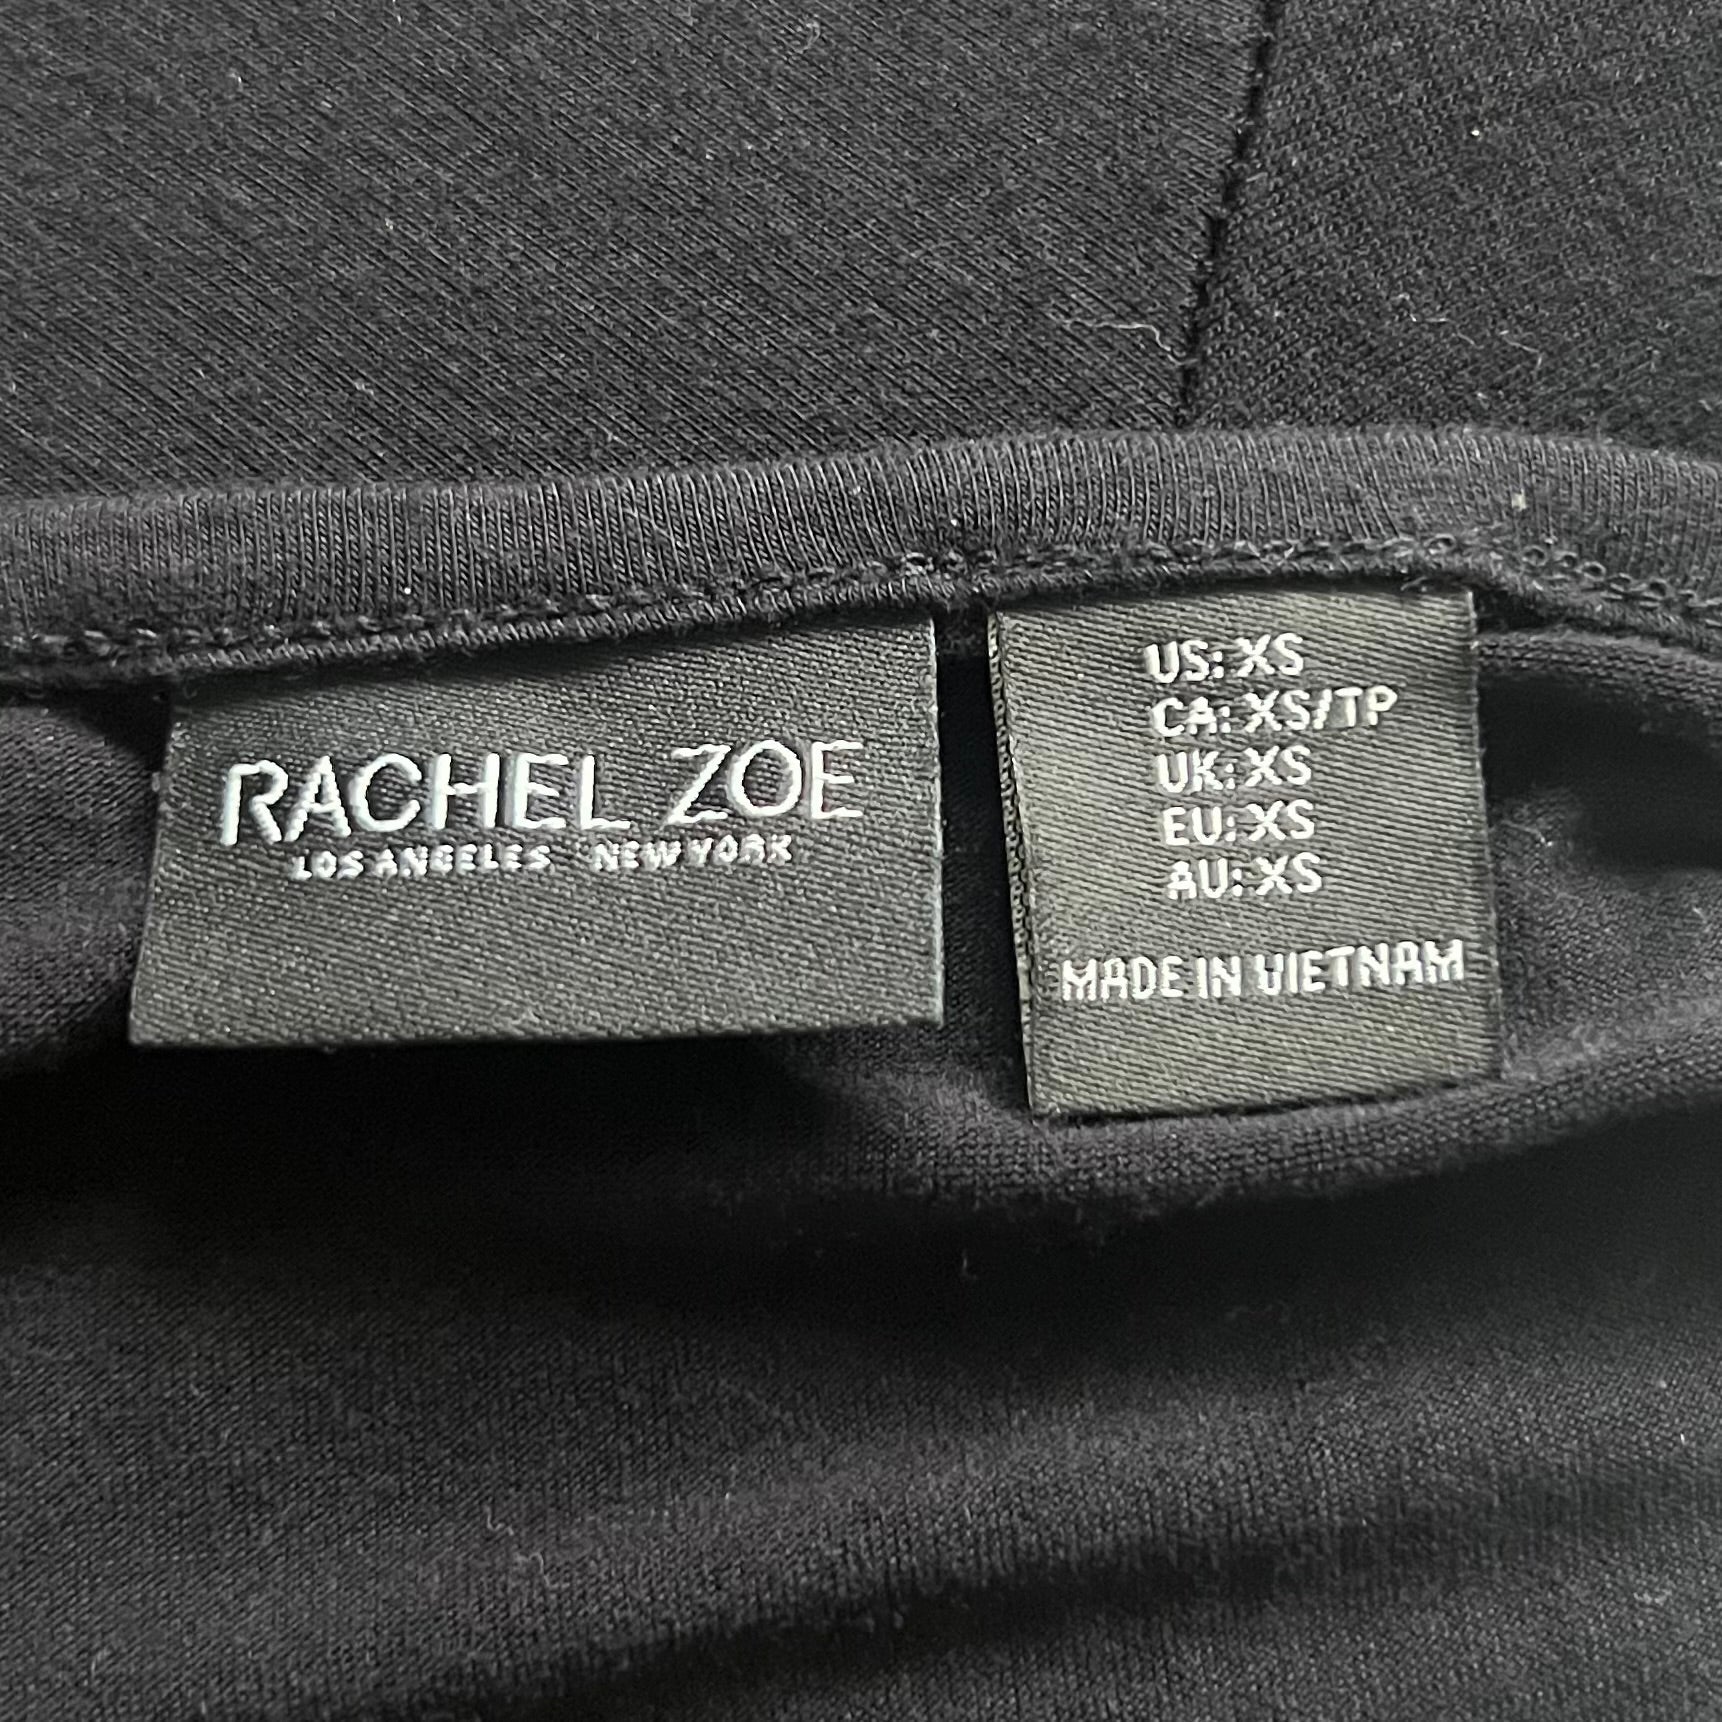 RACHEL ZOE
LOS ANGELES NEW YORK
US: XS
CA: XS/TP
UK: XS
EU: XS
AU: XS
MADE IN VIETNAM